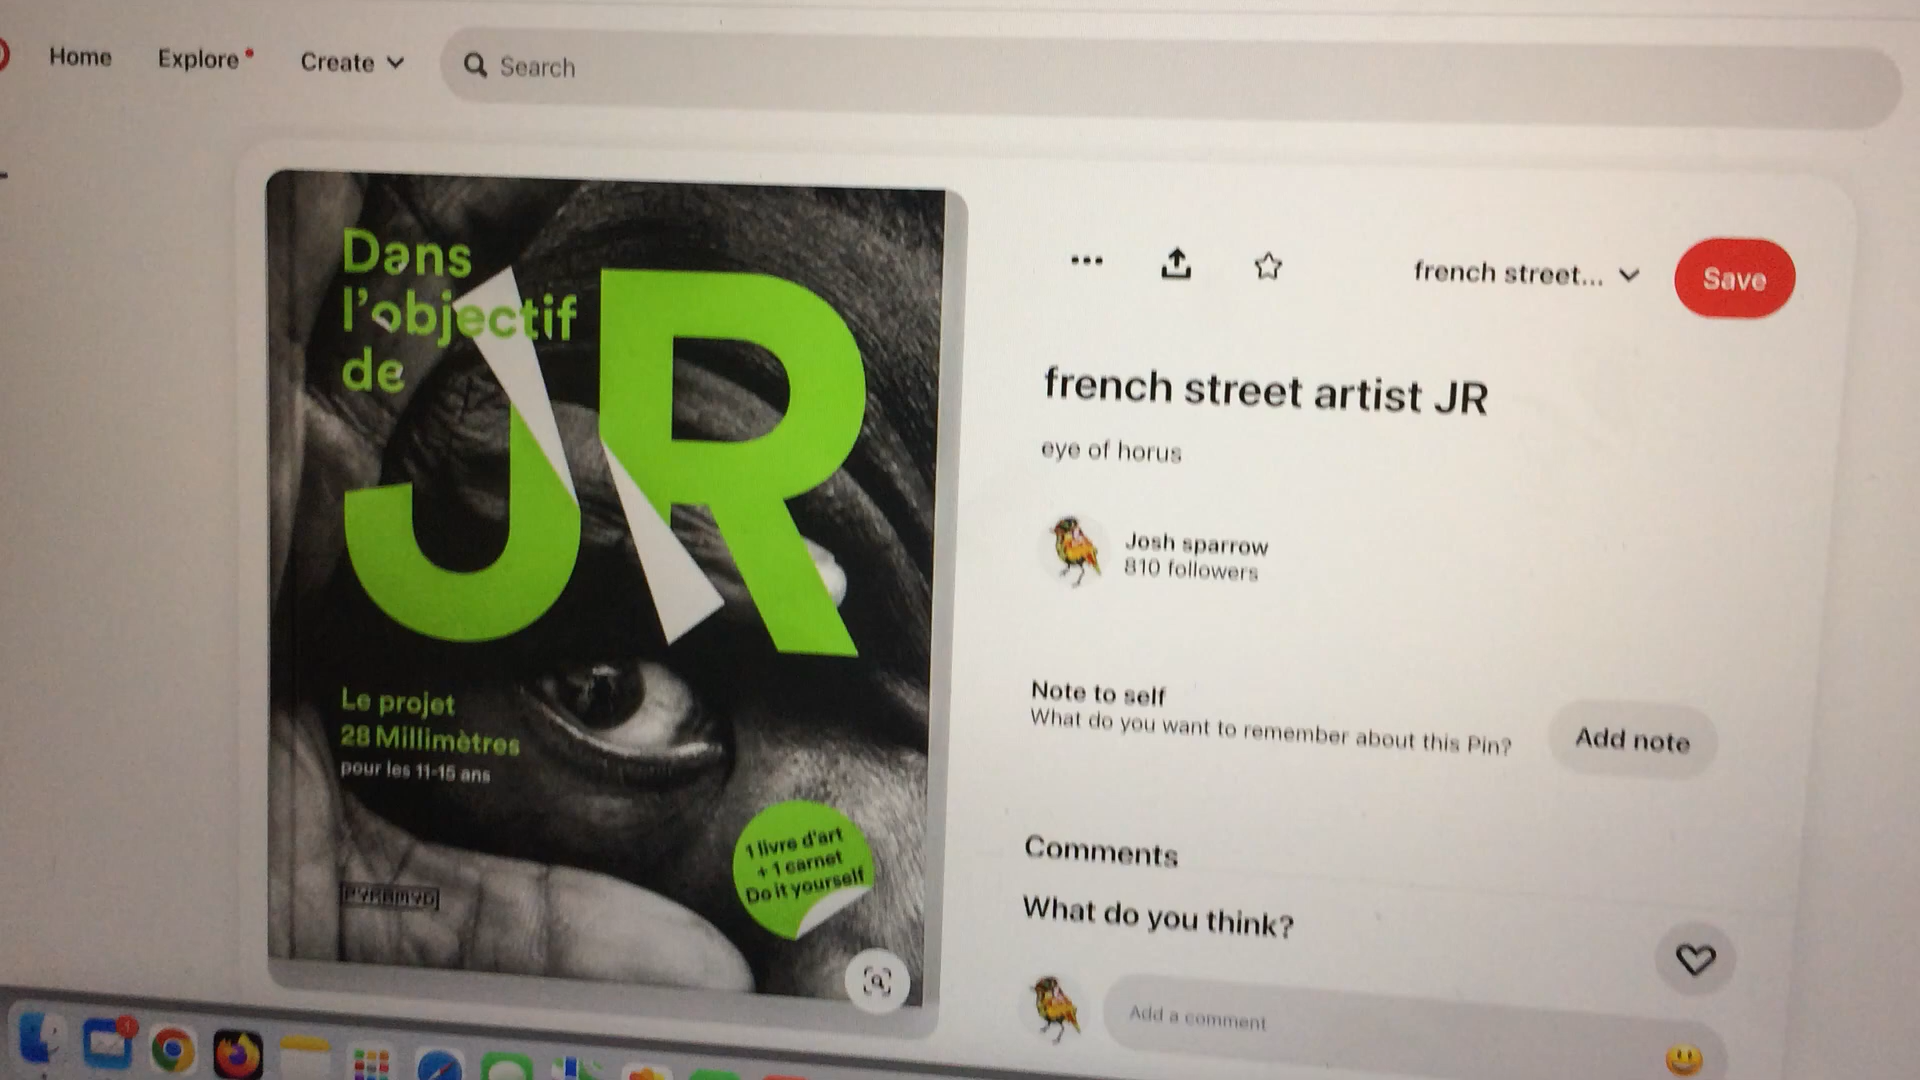 Home
Explore
Create
Search
Dans
l'objectif
de
JR
Le projet
28 Millimètres
pour les 11-15 ans
1 livre d'art
+ 1 carnet
Do it yourself
PYRAMYD
french street...
Save
french street artist JR
eye of horus
Josh sparrow
810 followers
Note to self
What do you want to remember about this Pin?
Add note
Comments
What do you think?
Add a comment
1